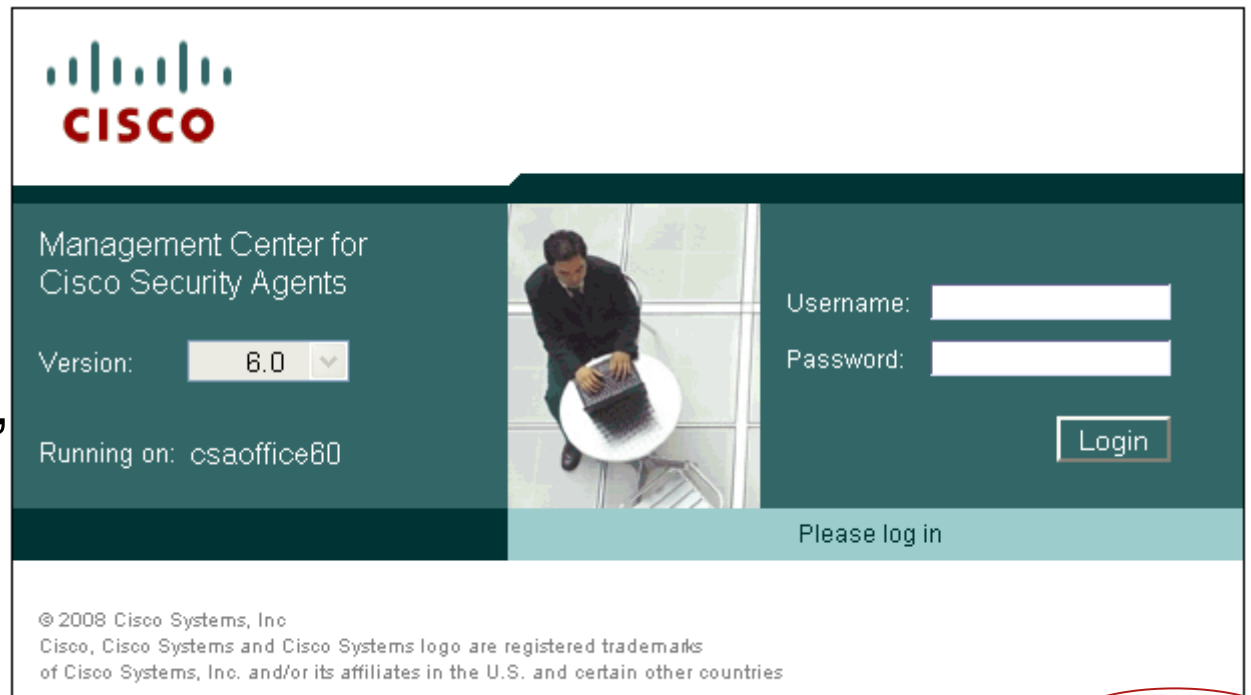 CISCO
Management Center for
Cisco Security Agents
Version: 6.0
Running on: csaoffice60
Username:
Password:
Login
Please log in
© 2008 Cisco Systems, Inc
Cisco, Cisco Systems and Cisco Systems logo are registered trademarks
of Cisco Systems, Inc. and/or its affiliates in the U.S. and certain other countries